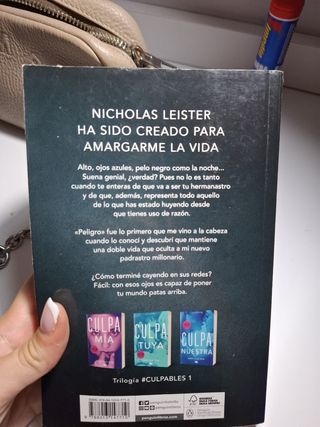 NICHOLAS LEISTER
HA SIDO CREADO PARA
AMARGARME LA VIDA
Alto, ojos azules, pelo negro como la noche...
Suena genial, ¿verdad? Pues no lo es tanto
cuando te enteras de que va a ser tu hermanastro
y de que, además, representa todo aquello
de lo que has estado huyendo desde
que tienes uso de razón.
«Peligro» fue lo primero que me vino a la cabeza
cuando lo conocí y descubrí que mantiene
una doble vida que oculta a mi nuevo
padrastro millonario.
¿Cómo terminé cayendo en sus redes?
Fácil: con esos ojos es capaz de poner
tu mundo patas arriba.
CULPA
MÍA
CULPA
TUYA
CULPA
NUESTRA
Trilogía #CULPABLES 1